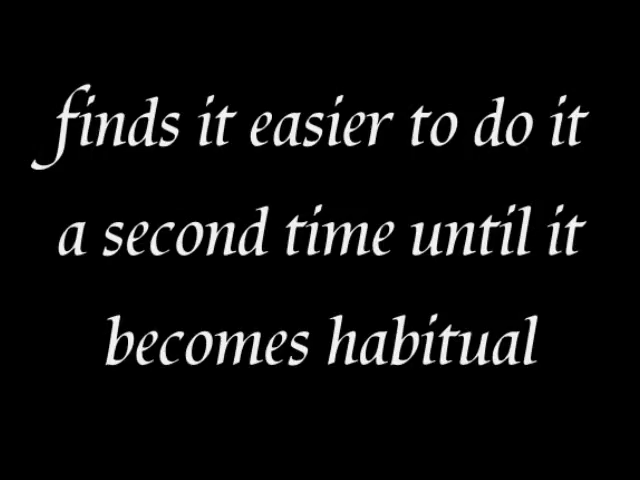 finds it easier to do it
a second time until it
becomes habitual